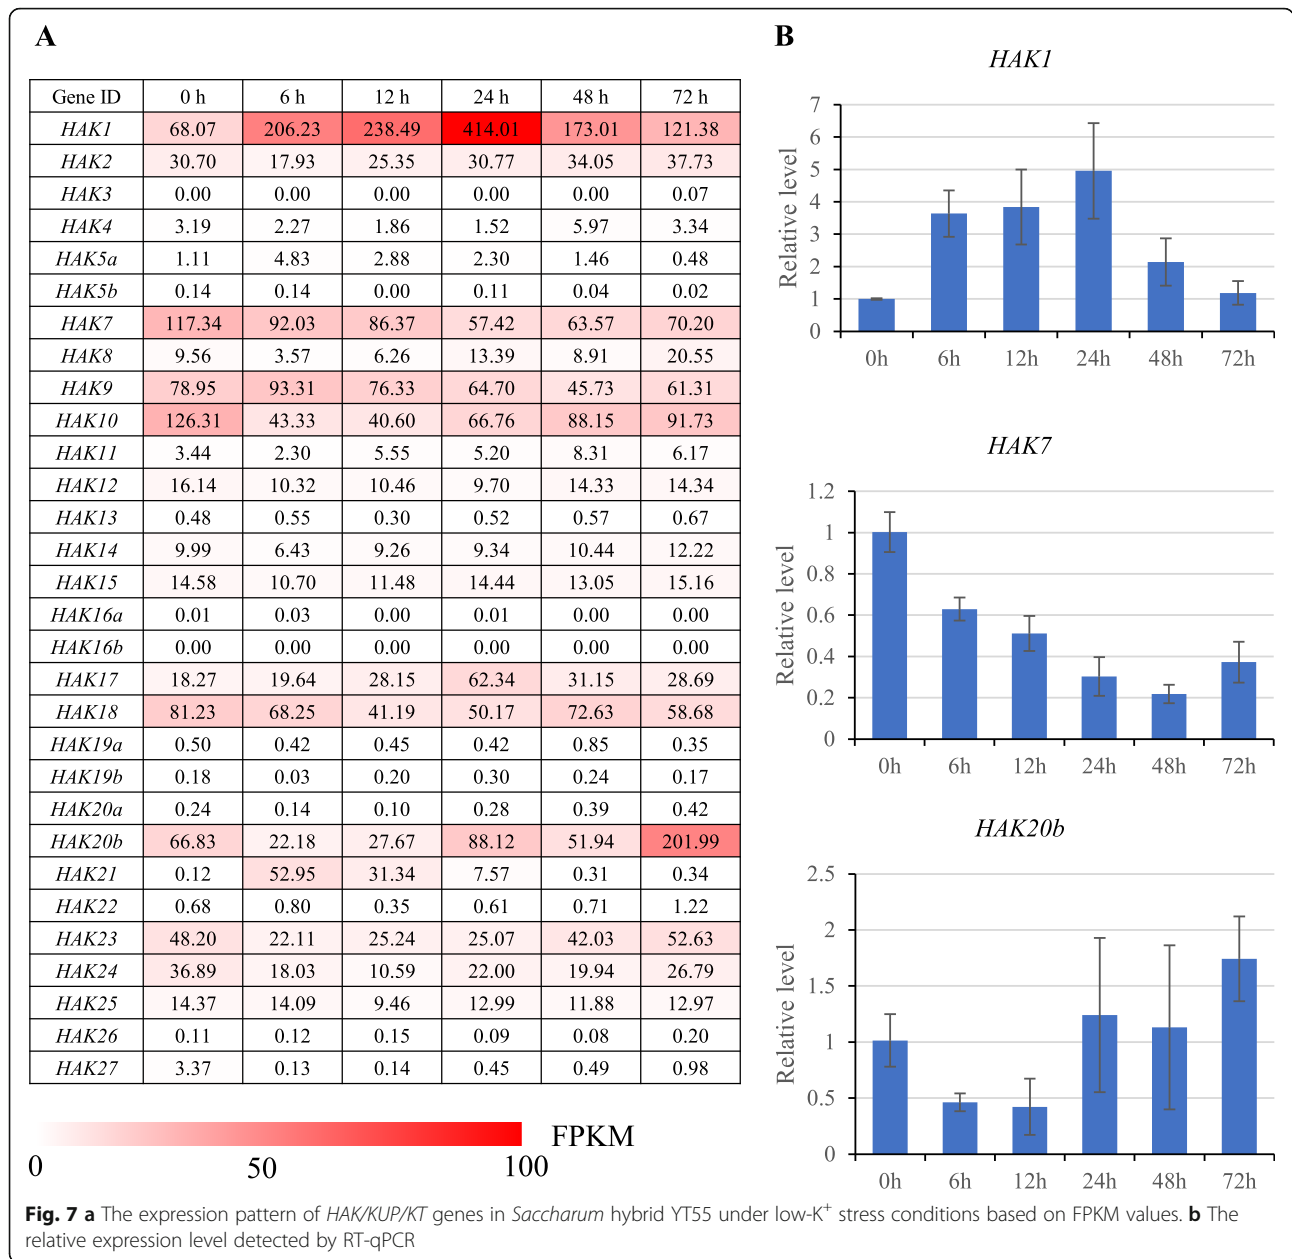 A
Gene ID 0 h 6 h 12 h 24 h 48 h 72 h
HAK1 68.07 206.23 238.49 414.01 173.01 121.38
HAK2 30.70 17.93 25.35 30.77 34.05 37.73
HAK3 0.00 0.00 0.00 0.00 0.00 0.07
HAK4 3.19 2.27 1.86 1.52 5.97 3.34
HAK5a 1.11 4.83 2.88 2.30 1.46 0.48
HAK5b 0.14 0.14 0.00 0.11 0.04 0.02
HAK7 117.34 92.03 86.37 57.42 63.57 70.20
HAK8 9.56 3.57 6.26 13.39 8.91 20.55
HAK9 78.95 93.31 76.33 64.70 45.73 61.31
HAK10 126.31 43.33 40.60 66.76 88.15 91.73
HAK11 3.44 2.30 5.55 5.20 8.31 6.17
HAK12 16.14 10.32 10.46 9.70 14.33 14.34
HAK13 0.48 0.55 0.30 0.52 0.57 0.67
HAK14 9.99 6.43 9.26 9.34 10.44 12.22
HAK15 14.58 10.70 11.48 14.44 13.05 15.16
HAK16a 0.01 0.03 0.00 0.01 0.00 0.00
HAK16b 0.00 0.00 0.00 0.00 0.00 0.00
HAK17 18.27 19.64 28.15 62.34 31.15 28.69
HAK18 81.23 68.25 41.19 50.17 72.63 58.68
HAK19a 0.50 0.42 0.45 0.42 0.85 0.35
HAK19b 0.18 0.03 0.20 0.30 0.24 0.17
HAK20a 0.24 0.14 0.10 0.28 0.39 0.42
HAK20b 66.83 22.18 27.67 88.12 51.94 201.99
HAK21 0.12 52.95 31.34 7.57 0.31 0.34
HAK22 0.68 0.80 0.35 0.61 0.71 1.22
HAK23 48.20 22.11 25.24 25.07 42.03 52.63
HAK24 36.89 18.03 10.59 22.00 19.94 26.79
HAK25 14.37 14.09 9.46 12.99 11.88 12.97
HAK26 0.11 0.12 0.15 0.09 0.08 0.20
HAK27 3.37 0.13 0.14 0.45 0.49 0.98
FPKM
0 50 100
B
HAK1
Relative level
7
6
5
4
3
2
1
0
0h 6h 12h 24h 48h 72h
HAK7
Relative level
1.2
1
0.8
0.6
0.4
0.2
0
0h 6h 12h 24h 48h 72h
HAK20b
Relative level
2.5
2
1.5
1
0.5
0
0h 6h 12h 24h 48h 72h
Fig. 7 a The expression pattern of HAK/KUP/KT genes in Saccharum hybrid YT55 under low-K⁺ stress conditions based on FPKM values. b The
relative expression level detected by RT-qPCR